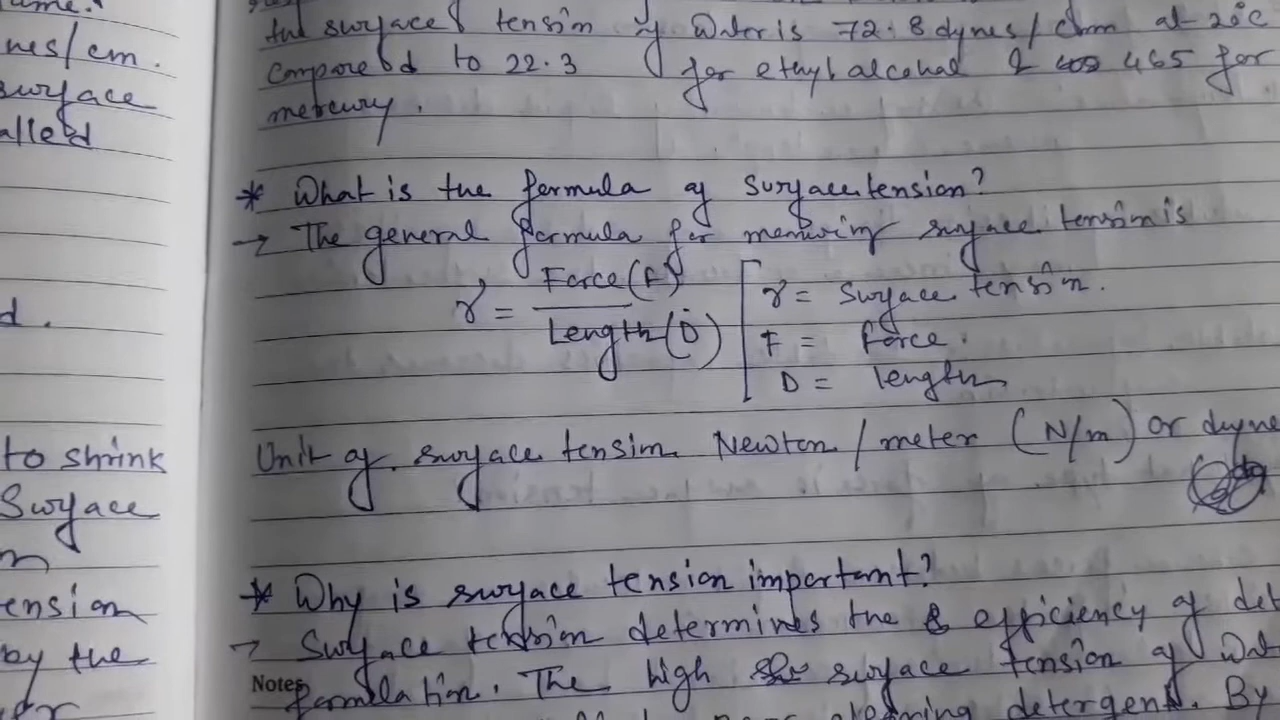 ame.
nes/cm.
surface
alled
d.
to shrink
Surface
n
ension
by the
or
the surface tension of Water is 72.8 dynes/cm at 20°C
compared to 22.3 for ethyl alcohol & 465 for
mercury.
* What is the formula of Surface tension?
→ The general formula for measuring surface tension is
γ = Force(F) / Length(D)
γ = Surface tension.
F = force.
D = length
Unit of surface tension Newton / meter (N/m) or dyne
* Why is surface tension important?
→ Surface tension determines the efficiency of det
formulation. The high surface tension of Wat
Notes
cleaning detergent. By